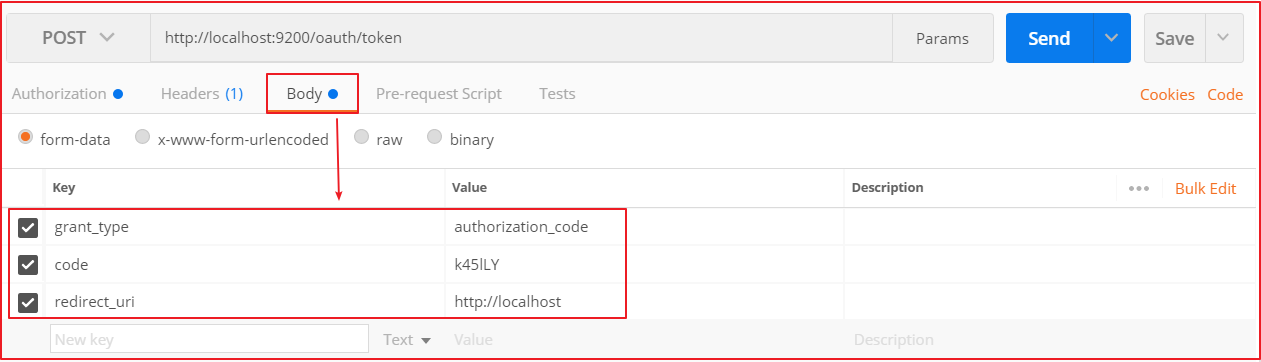 POST http://localhost:9200/oauth/token Params Send Save
Authorization Headers (1) Body Pre-request Script Tests Cookies Code
form-data x-www-form-urlencoded raw binary
Key Value Description ••• Bulk Edit
grant_type authorization_code
code k45lLY
redirect_uri http://localhost
New key Text Value Description